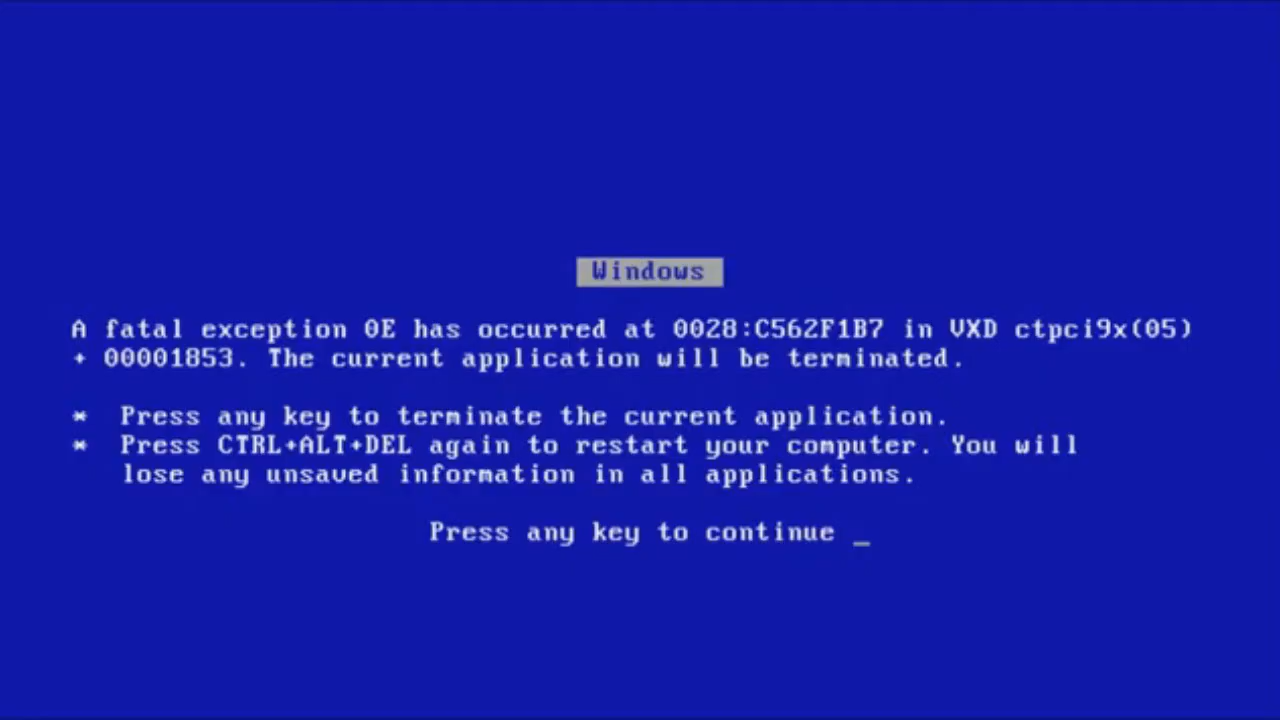 Windows
A fatal exception 0E has occurred at 0028:C562F1B7 in VXD ctpci9x(05)
+ 00001853. The current application will be terminated.
* Press any key to terminate the current application.
* Press CTRL+ALT+DEL again to restart your computer. You will
lose any unsaved information in all applications.
Press any key to continue _